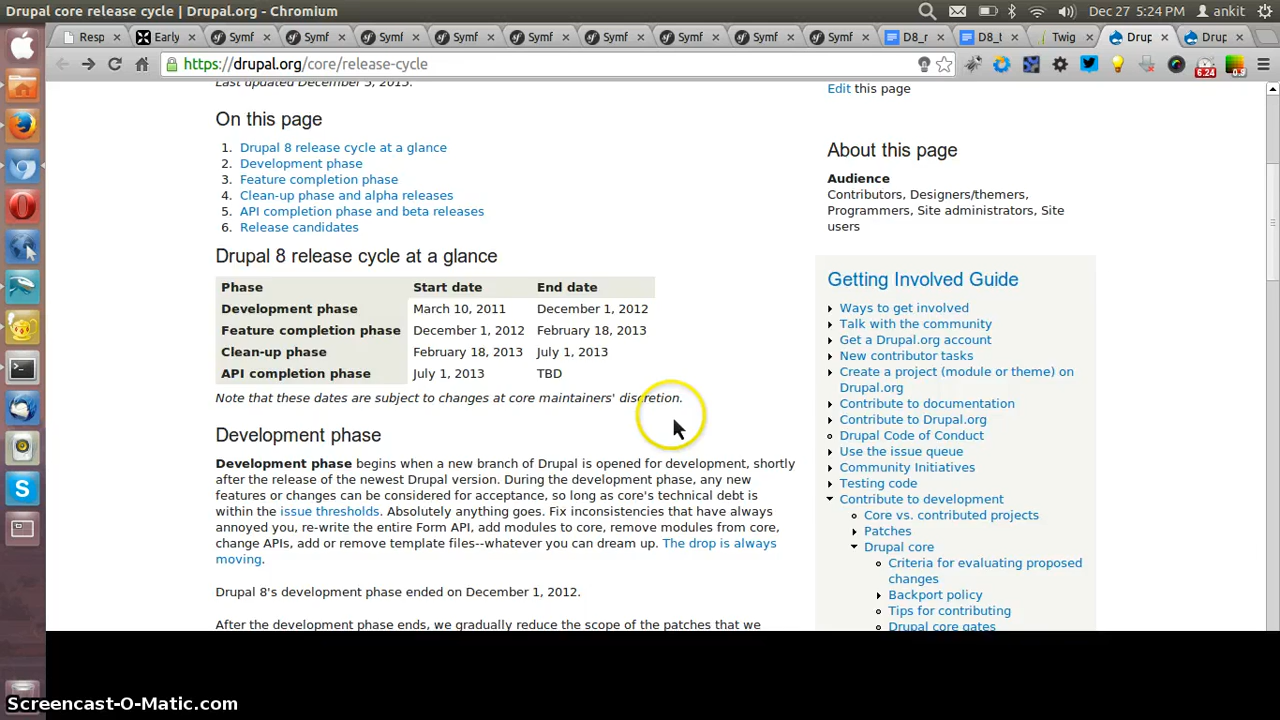 Drupal core release cycle | Drupal.org - Chromium
Dec 27 5:24 PM
ankit
Resp
Early
Symf
Symf
Symf
Symf
Symf
Symf
Symf
Symf
Symf
D8_r
D8_t
Twig
Drup
Drup
https://drupal.org/core/release-cycle
6.24
On this page
1. Drupal 8 release cycle at a glance
2. Development phase
3. Feature completion phase
4. Clean-up phase and alpha releases
5. API completion phase and beta releases
6. Release candidates
Drupal 8 release cycle at a glance
Phase Start date End date
Development phase March 10, 2011 December 1, 2012
Feature completion phase December 1, 2012 February 18, 2013
Clean-up phase February 18, 2013 July 1, 2013
API completion phase July 1, 2013 TBD
Note that these dates are subject to changes at core maintainers' discretion.
Development phase
Development phase begins when a new branch of Drupal is opened for development, shortly
after the release of the newest Drupal version. During the development phase, any new
features or changes can be considered for acceptance, so long as core's technical debt is
within the issue thresholds. Absolutely anything goes. Fix inconsistencies that have always
annoyed you, re-write the entire Form API, add modules to core, remove modules from core,
change APIs, add or remove template files--whatever you can dream up. The drop is always
moving.
Drupal 8's development phase ended on December 1, 2012.
After the development phase ends, we gradually reduce the scope of the patches that we
Edit this page
About this page
Audience
Contributors, Designers/themers,
Programmers, Site administrators, Site
users
Getting Involved Guide
Ways to get involved
Talk with the community
Get a Drupal.org account
New contributor tasks
Create a project (module or theme) on
Drupal.org
Contribute to documentation
Contribute to Drupal.org
Drupal Code of Conduct
Use the issue queue
Community Initiatives
Testing code
Contribute to development
Core vs. contributed projects
Patches
Drupal core
Criteria for evaluating proposed
changes
Backport policy
Tips for contributing
Drupal core gates
Screencast-O-Matic.com